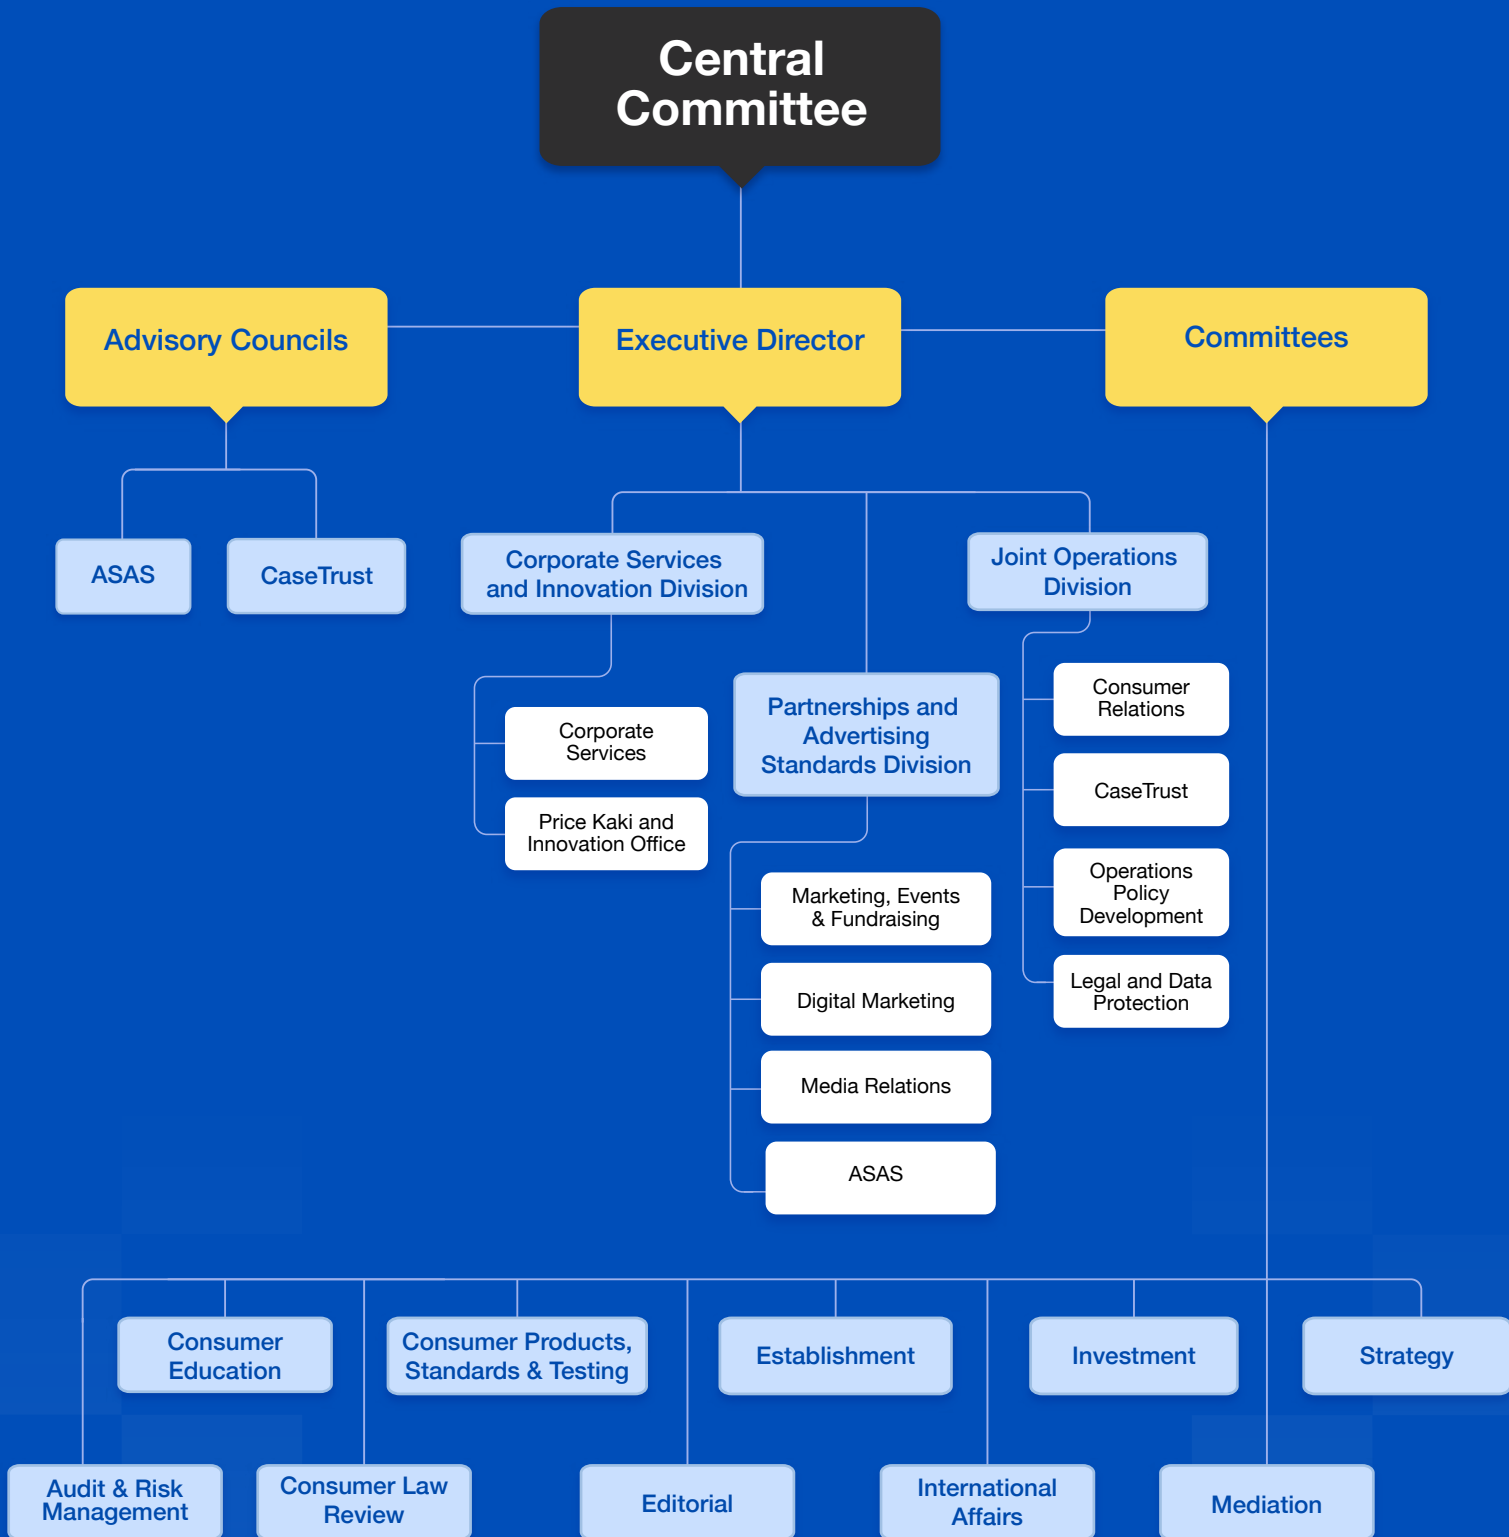 Central
Committee
Advisory Councils
Executive Director
Committees
ASAS
CaseTrust
Corporate Services
and Innovation Division
Corporate
Services
Price Kaki and
Innovation Office
Partnerships and
Advertising
Standards Division
Marketing, Events
& Fundraising
Digital Marketing
Media Relations
ASAS
Joint Operations
Division
Consumer
Relations
CaseTrust
Operations
Policy
Development
Legal and Data
Protection
Consumer
Education
Consumer Products,
Standards & Testing
Establishment
Investment
Strategy
Audit & Risk
Management
Consumer Law
Review
Editorial
International
Affairs
Mediation